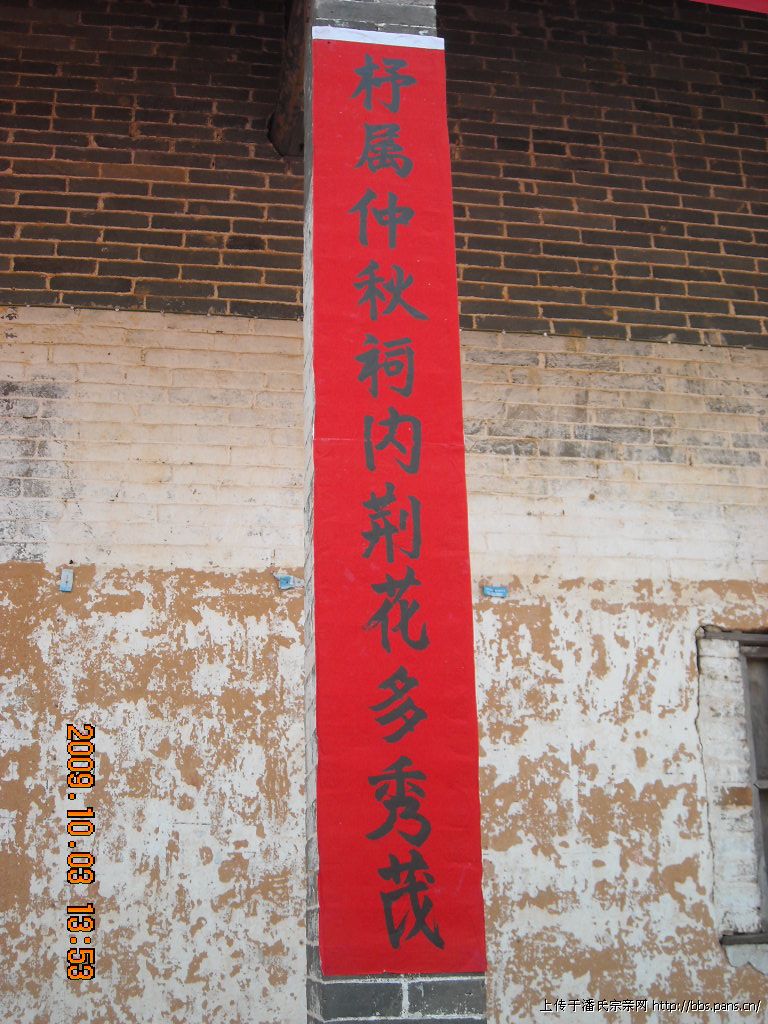 杼属仲秋祠内荆花多秀茂
2009.10.03 13:53
上传于潘氏宗亲网 http://bbs.pans.cn/